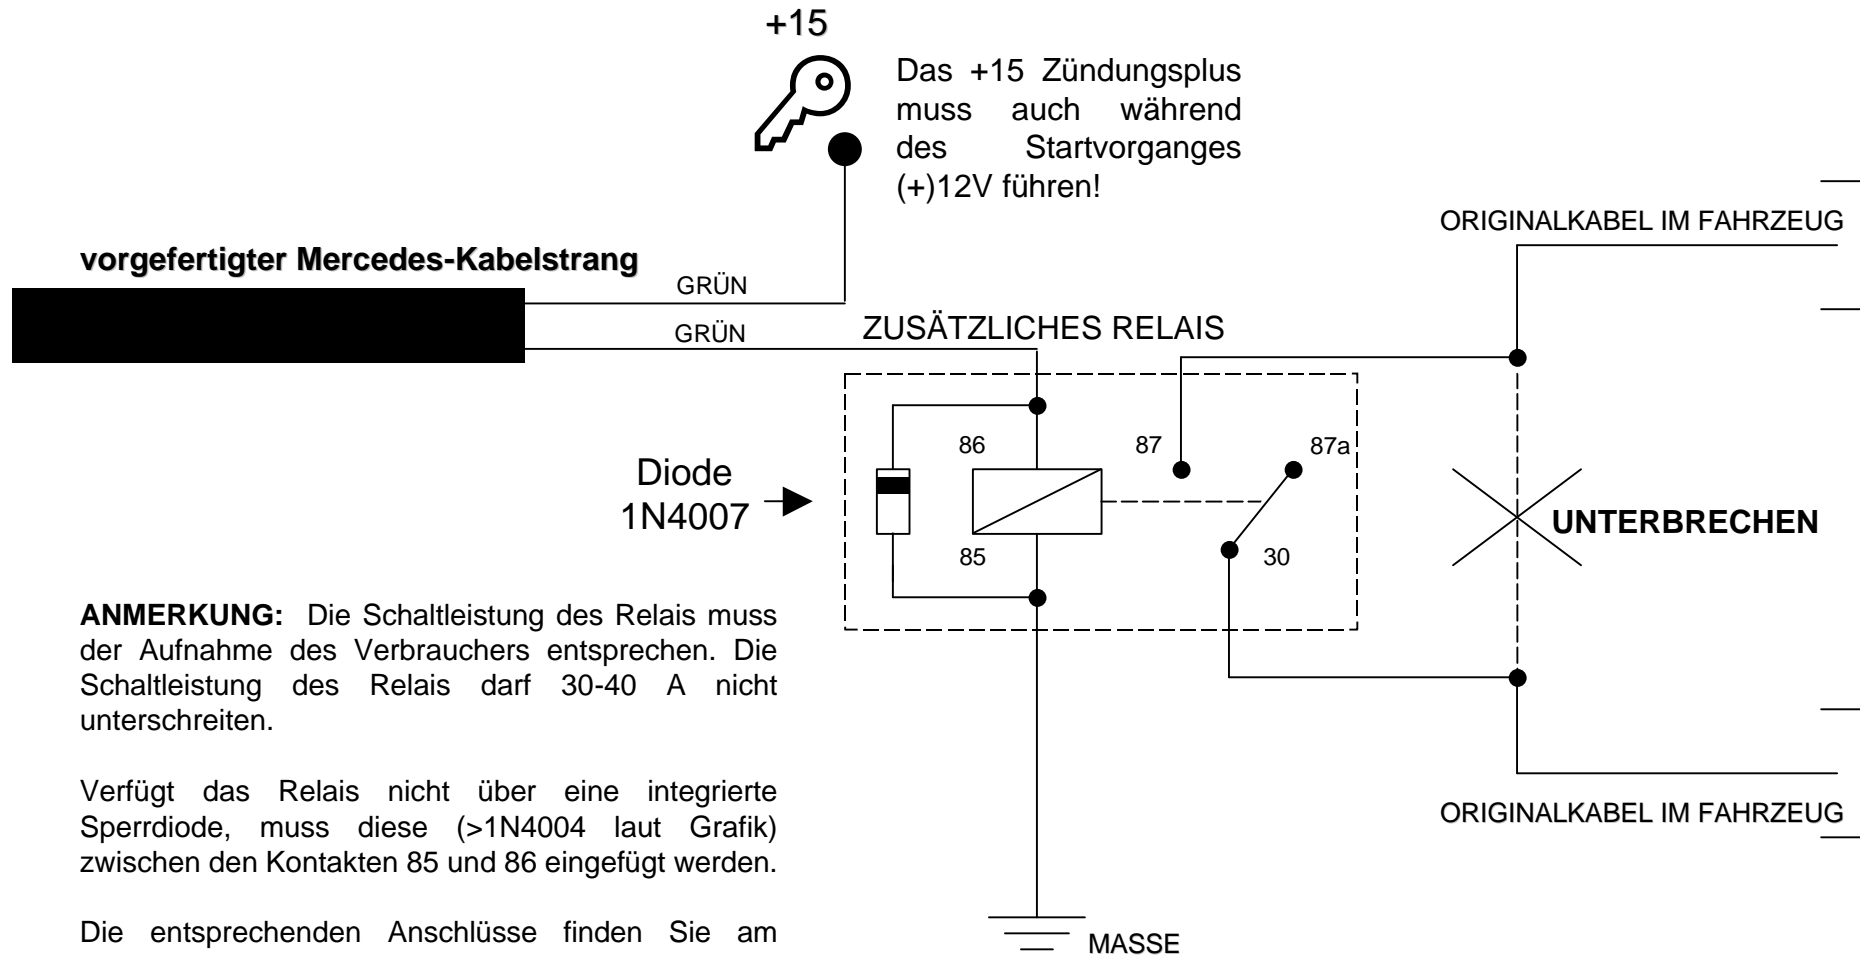 +15
Das +15 Zündungsplus
muss auch während
des Startvorganges
(+)12V führen!
ORIGINALKABEL IM FAHRZEUG
vorgefertigter Mercedes-Kabelstrang
GRÜN
GRÜN
ZUSÄTZLICHES RELAIS
86
87
87a
Diode
1N4007
UNTERBRECHEN
85
30
ANMERKUNG: Die Schaltleistung des Relais muss
der Aufnahme des Verbrauchers entsprechen. Die
Schaltleistung des Relais darf 30-40 A nicht
unterschreiten.
Verfügt das Relais nicht über eine integrierte
Sperrdiode, muss diese (>1N4004 laut Grafik)
zwischen den Kontakten 85 und 86 eingefügt werden.
ORIGINALKABEL IM FAHRZEUG
Die entsprechenden Anschlüsse finden Sie am
MASSE